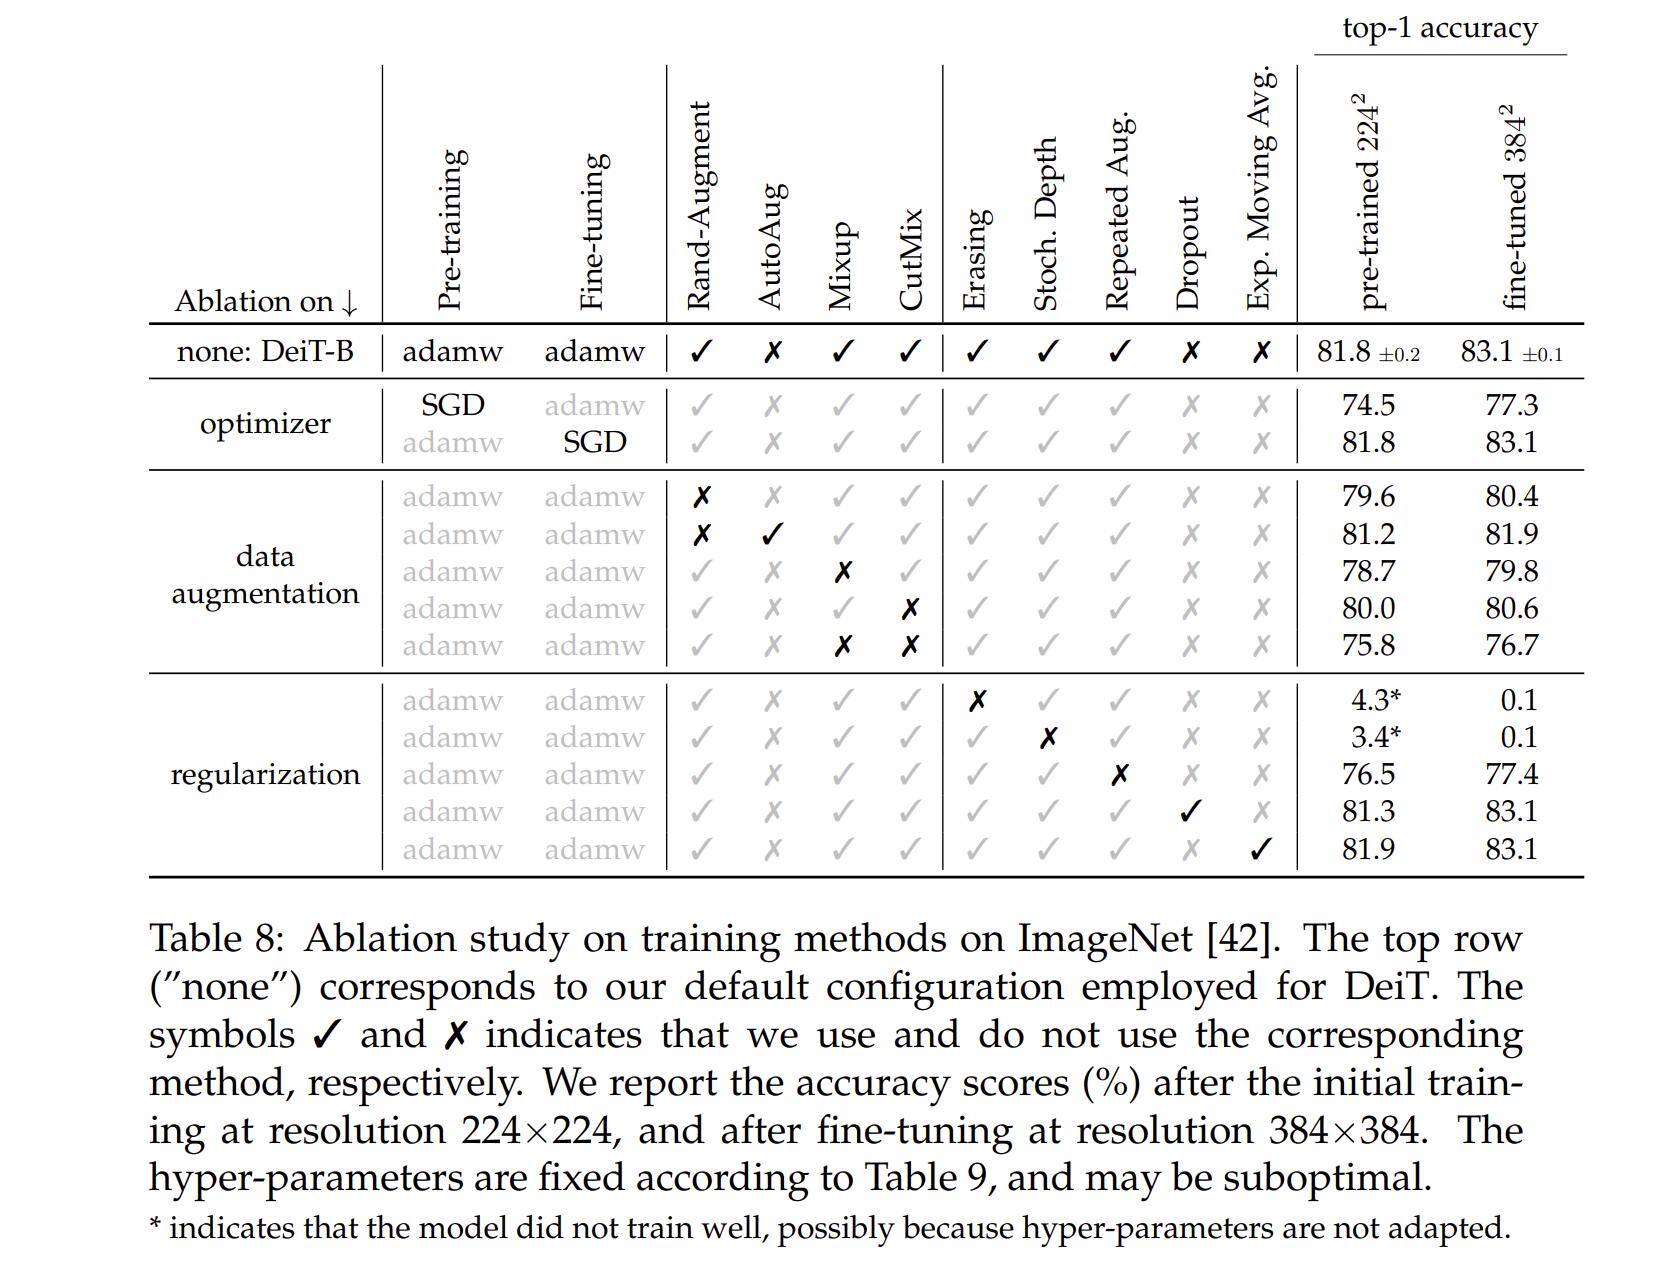 top-1 accuracy
Ablation on ↓ Pre-training Fine-tuning Rand-Augment AutoAug Mixup CutMix Erasing Stoch. Depth Repeated Aug. Dropout Exp. Moving Avg. pre-trained 224² fine-tuned 384²
none: DeiT-B adamw adamw ✓ ✗ ✓ ✓ ✓ ✓ ✓ ✗ ✗ 81.8 ±0.2 83.1 ±0.1
optimizer SGD adamw ✓ ✗ ✓ ✓ ✓ ✓ ✓ ✗ ✗ 74.5 77.3
adamw SGD ✓ ✗ ✓ ✓ ✓ ✓ ✓ ✗ ✗ 81.8 83.1
data augmentation adamw adamw ✗ ✗ ✓ ✓ ✓ ✓ ✓ ✗ ✗ 79.6 80.4
adamw adamw ✗ ✓ ✓ ✓ ✓ ✓ ✓ ✗ ✗ 81.2 81.9
adamw adamw ✓ ✗ ✗ ✓ ✓ ✓ ✓ ✗ ✗ 78.7 79.8
adamw adamw ✓ ✗ ✓ ✗ ✓ ✓ ✓ ✗ ✗ 80.0 80.6
adamw adamw ✓ ✗ ✗ ✗ ✓ ✓ ✓ ✗ ✗ 75.8 76.7
regularization adamw adamw ✓ ✗ ✓ ✓ ✗ ✓ ✓ ✗ ✗ 4.3* 0.1
adamw adamw ✓ ✗ ✓ ✓ ✓ ✗ ✓ ✗ ✗ 3.4* 0.1
adamw adamw ✓ ✗ ✓ ✓ ✓ ✓ ✗ ✗ ✗ 76.5 77.4
adamw adamw ✓ ✗ ✓ ✓ ✓ ✓ ✓ ✓ ✗ 81.3 83.1
adamw adamw ✓ ✗ ✓ ✓ ✓ ✓ ✓ ✗ ✓ 81.9 83.1
Table 8: Ablation study on training methods on ImageNet [42]. The top row
(”none”) corresponds to our default configuration employed for DeiT. The
symbols ✓ and ✗ indicates that we use and do not use the corresponding
method, respectively. We report the accuracy scores (%) after the initial train-
ing at resolution 224×224, and after fine-tuning at resolution 384×384. The
hyper-parameters are fixed according to Table 9, and may be suboptimal.
* indicates that the model did not train well, possibly because hyper-parameters are not adapted.